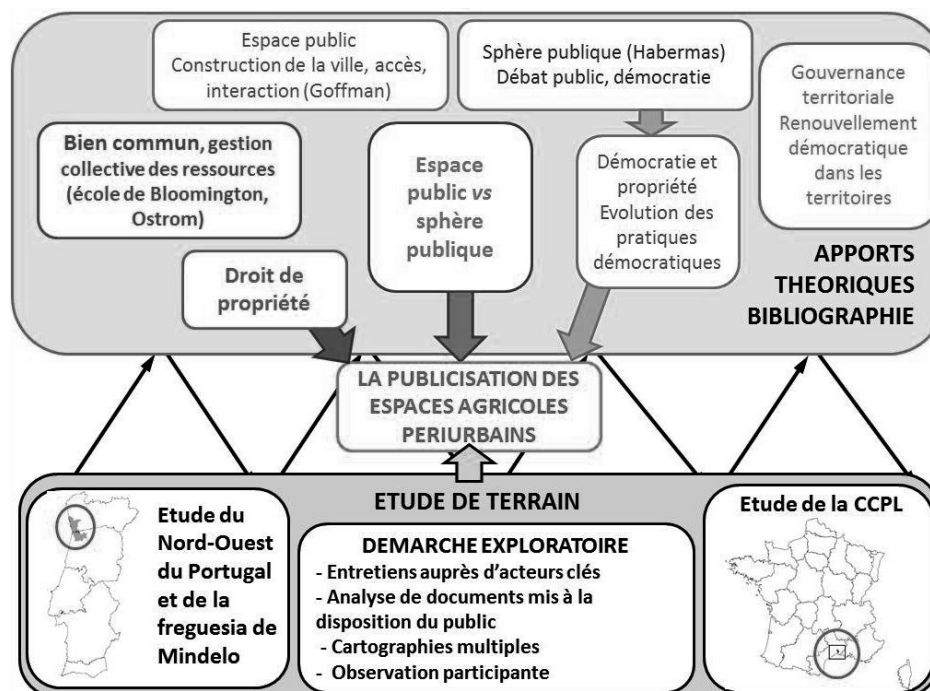 Espace public
Construction de la ville, accès,
interaction (Goffman)
Sphère publique (Habermas)
Débat public, démocratie
Gouvernance
territoriale
Renouvellement
démocratique
dans les
territoires
Bien commun, gestion
collective des ressources
(école de Bloomington,
Ostrom)
Espace
public vs
sphère
publique
Démocratie et
propriété
Evolution des
pratiques
démocratiques
Droit de
propriété
APPORTS
THEORIQUES
BIBLIOGRAPHIE
LA PUBLICISATION DES
ESPACES AGRICOLES
PERIURBAINS
ETUDE DE TERRAIN
Etude du
Nord-Ouest
du Portugal
et de la
freguesia de
Mindelo
DEMARCHE EXPLORATOIRE
- Entretiens auprès d'acteurs clés
- Analyse de documents mis à la
disposition du public
- Cartographies multiples
- Observation participante
Etude de la CCPL